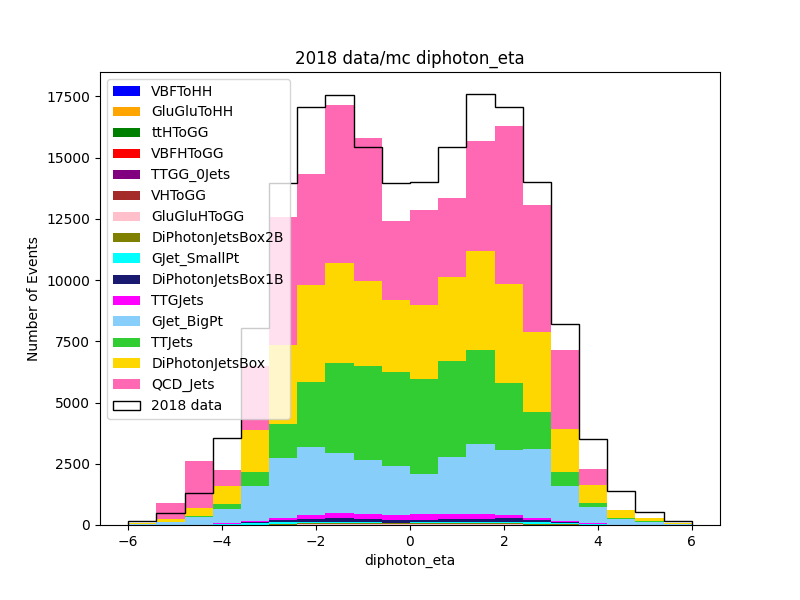 2018 data/mc diphoton_eta
VBFToHH
GluGluToHH
ttHToGG
VBFHToGG
TTGG_0Jets
VHToGG
GluGluHToGG
DiPhotonJetsBox2B
GJet_SmallPt
DiPhotonJetsBox1B
TTGJets
GJet_BigPt
TTJets
DiPhotonJetsBox
QCD_Jets
2018 data
Number of Events
17500
15000
12500
10000
7500
5000
2500
0
−6 −4 −2 0 2 4 6
diphoton_eta